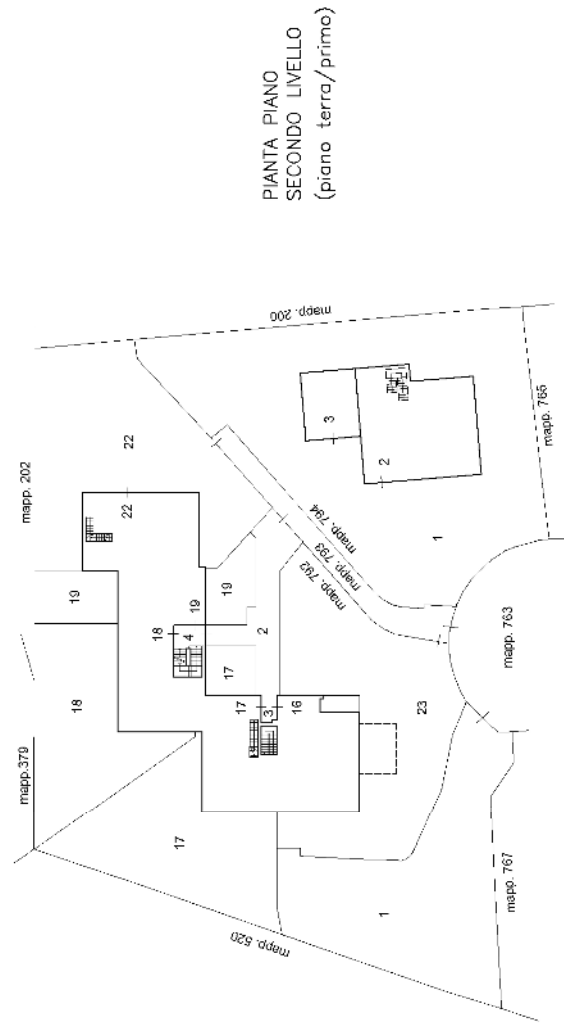 PIANTA PIANO
SECONDO LIVELLO
(piano terra/primo)
mapp. 200
mapp. 202
22
22
3
2
mapp. 765
19
19
19
18
4
mapp. 794
mapp. 793
mapp. 792
1
2
18
17
17
3
16
mapp. 763
23
mapp.379
17
1
mapp. 767
mapp. 520